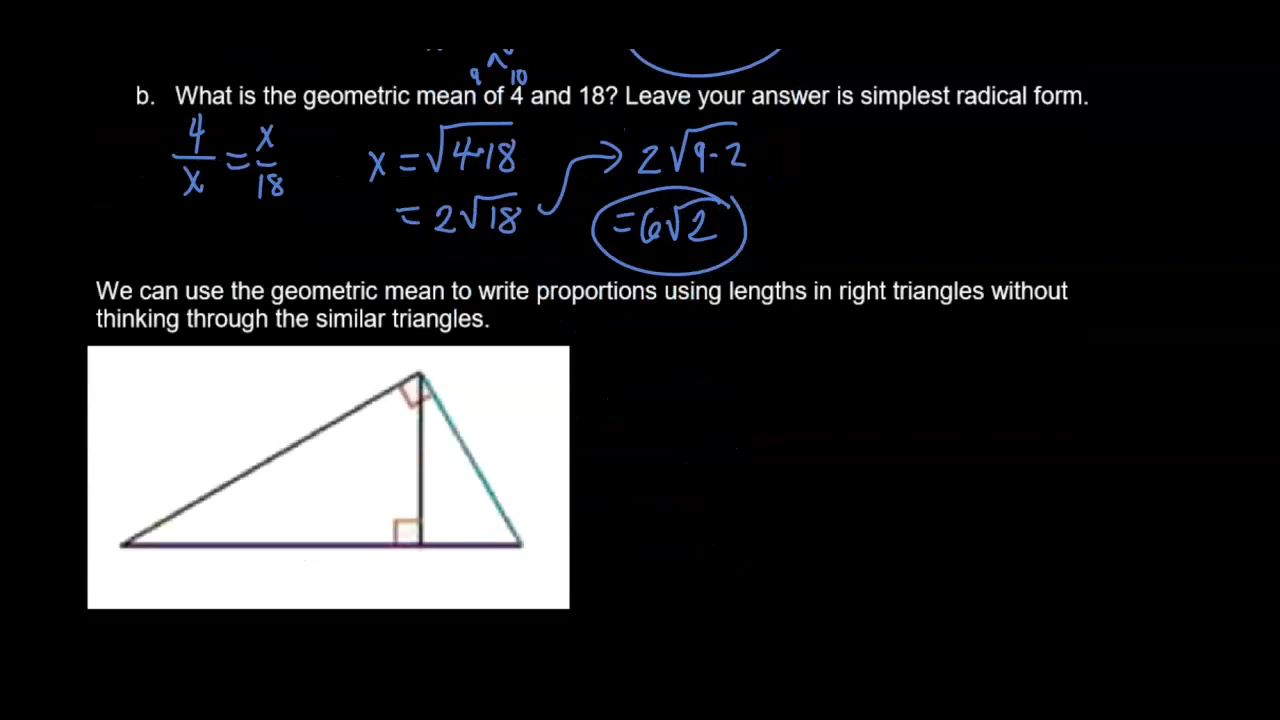 9 10
b. What is the geometric mean of 4 and 18? Leave your answer is simplest radical form.
4/x = x/18
x = √4·18 → 2√9·2
= 2√18 = 6√2
We can use the geometric mean to write proportions using lengths in right triangles without
thinking through the similar triangles.